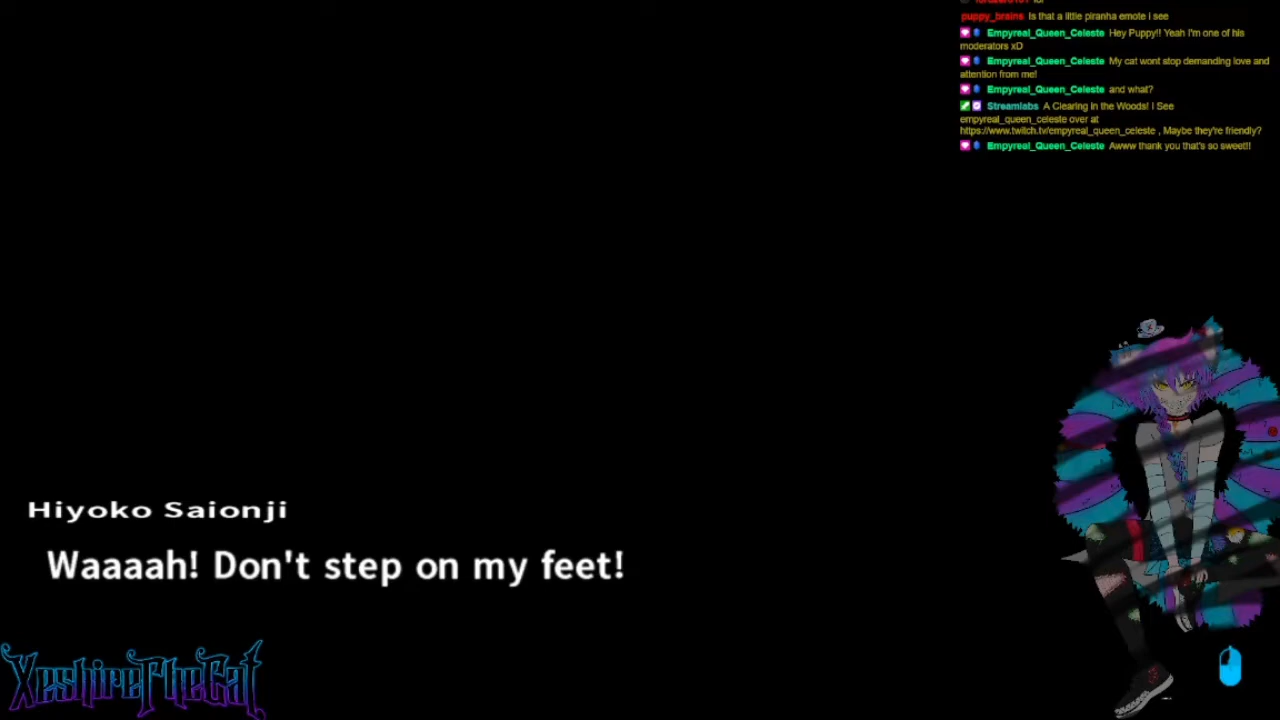 puppy_brains Is that a little piranha emote i see
Empyreal_Queen_Celeste Hey Puppy!! Yeah I'm one of his
moderators xD
Empyreal_Queen_Celeste My cat wont stop demanding love and
attention from me!
Empyreal_Queen_Celeste and what?
Streamlabs A Clearing in the Woods! I See
empyreal_queen_celeste over at
https://www.twitch.tv/empyreal_queen_celeste , Maybe they're friendly?
Empyreal_Queen_Celeste Awww thank you that's so sweet!!
Hiyoko Saionji
Waaaah! Don't step on my feet!
XeshireTheCat